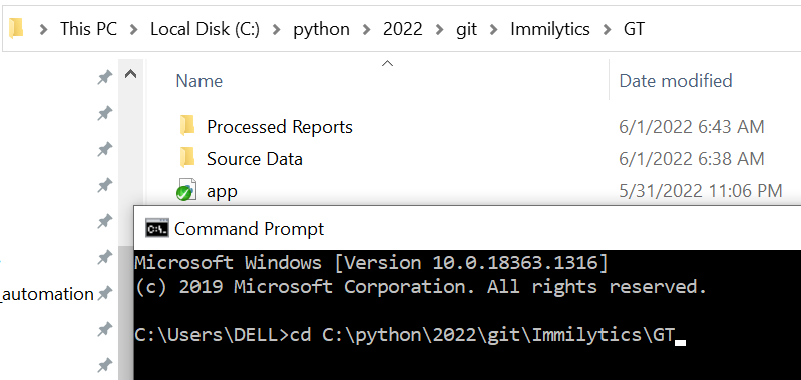 This PC > Local Disk (C:) > python > 2022 > git > Immilytics > GT
Name Date modified
Processed Reports 6/1/2022 6:43 AM
Source Data 6/1/2022 6:38 AM
app 5/31/2022 11:06 PM
Command Prompt
Microsoft Windows [Version 10.0.18363.1316]
(c) 2019 Microsoft Corporation. All rights reserved.
_automation
C:\Users\DELL>cd C:\python\2022\git\Immilytics\GT